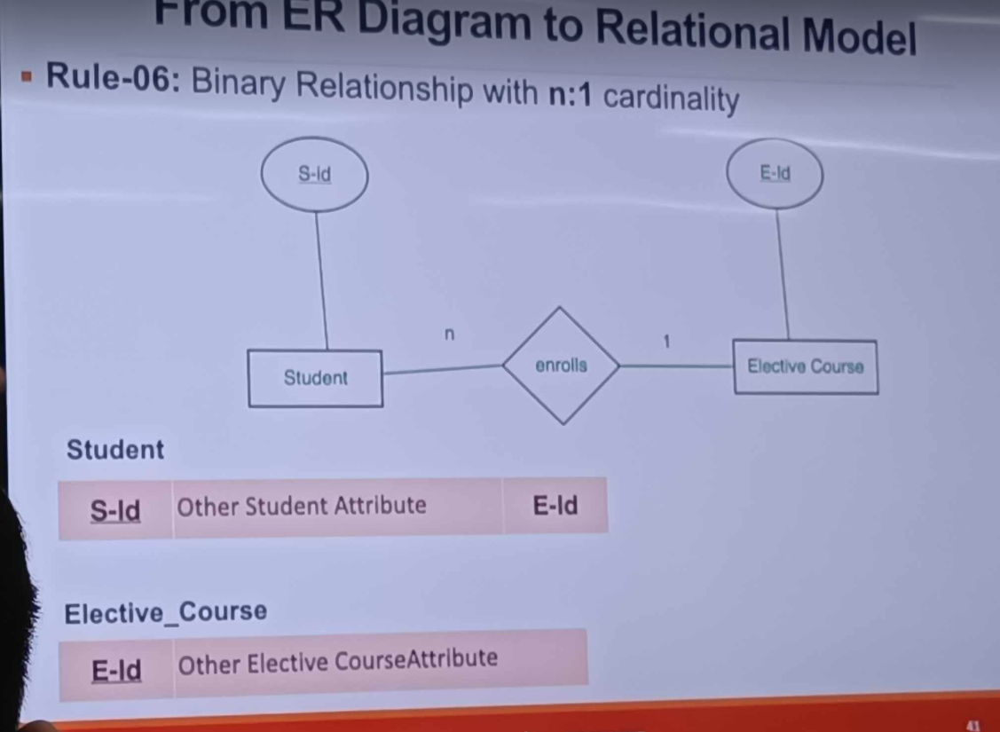 From ER Diagram to Relational Model
▪ Rule-06: Binary Relationship with n:1 cardinality
S-Id
E-Id
n
1
Student
enrolls
Elective Course
Student
S-Id Other Student Attribute E-Id
Elective_Course
E-Id Other Elective CourseAttribute
41